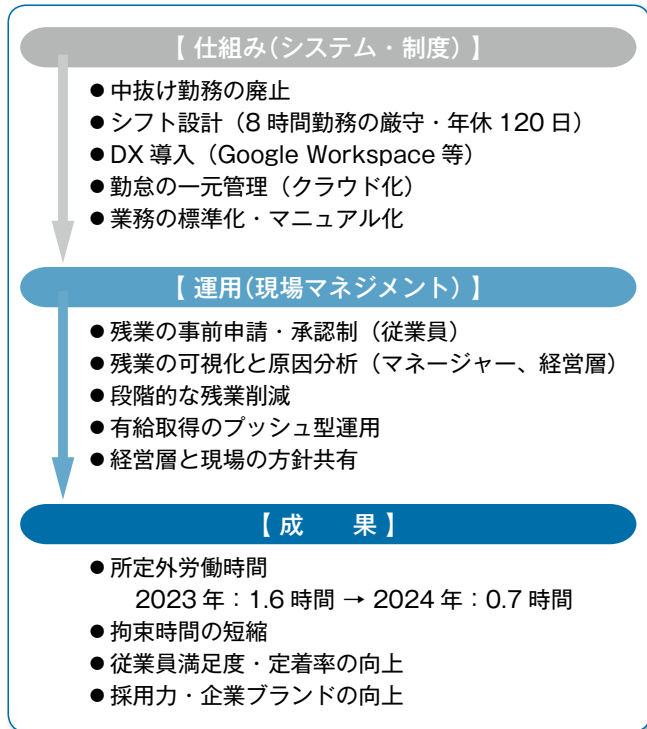 【 仕組み(システム・制度) 】
●中抜け勤務の廃止
●シフト設計（8 時間勤務の厳守・年休 120 日）
●DX 導入（Google Workspace 等）
●勤怠の一元管理（クラウド化）
●業務の標準化・マニュアル化
【 運用(現場マネジメント) 】
●残業の事前申請・承認制（従業員）
●残業の可視化と原因分析（マネージャー、経営層）
●段階的な残業削減
●有給取得のプッシュ型運用
●経営層と現場の方針共有
【 成　　果 】
●所定外労働時間
2023 年：1.6 時間 → 2024 年：0.7 時間
●拘束時間の短縮
●従業員満足度・定着率の向上
●採用力・企業ブランドの向上